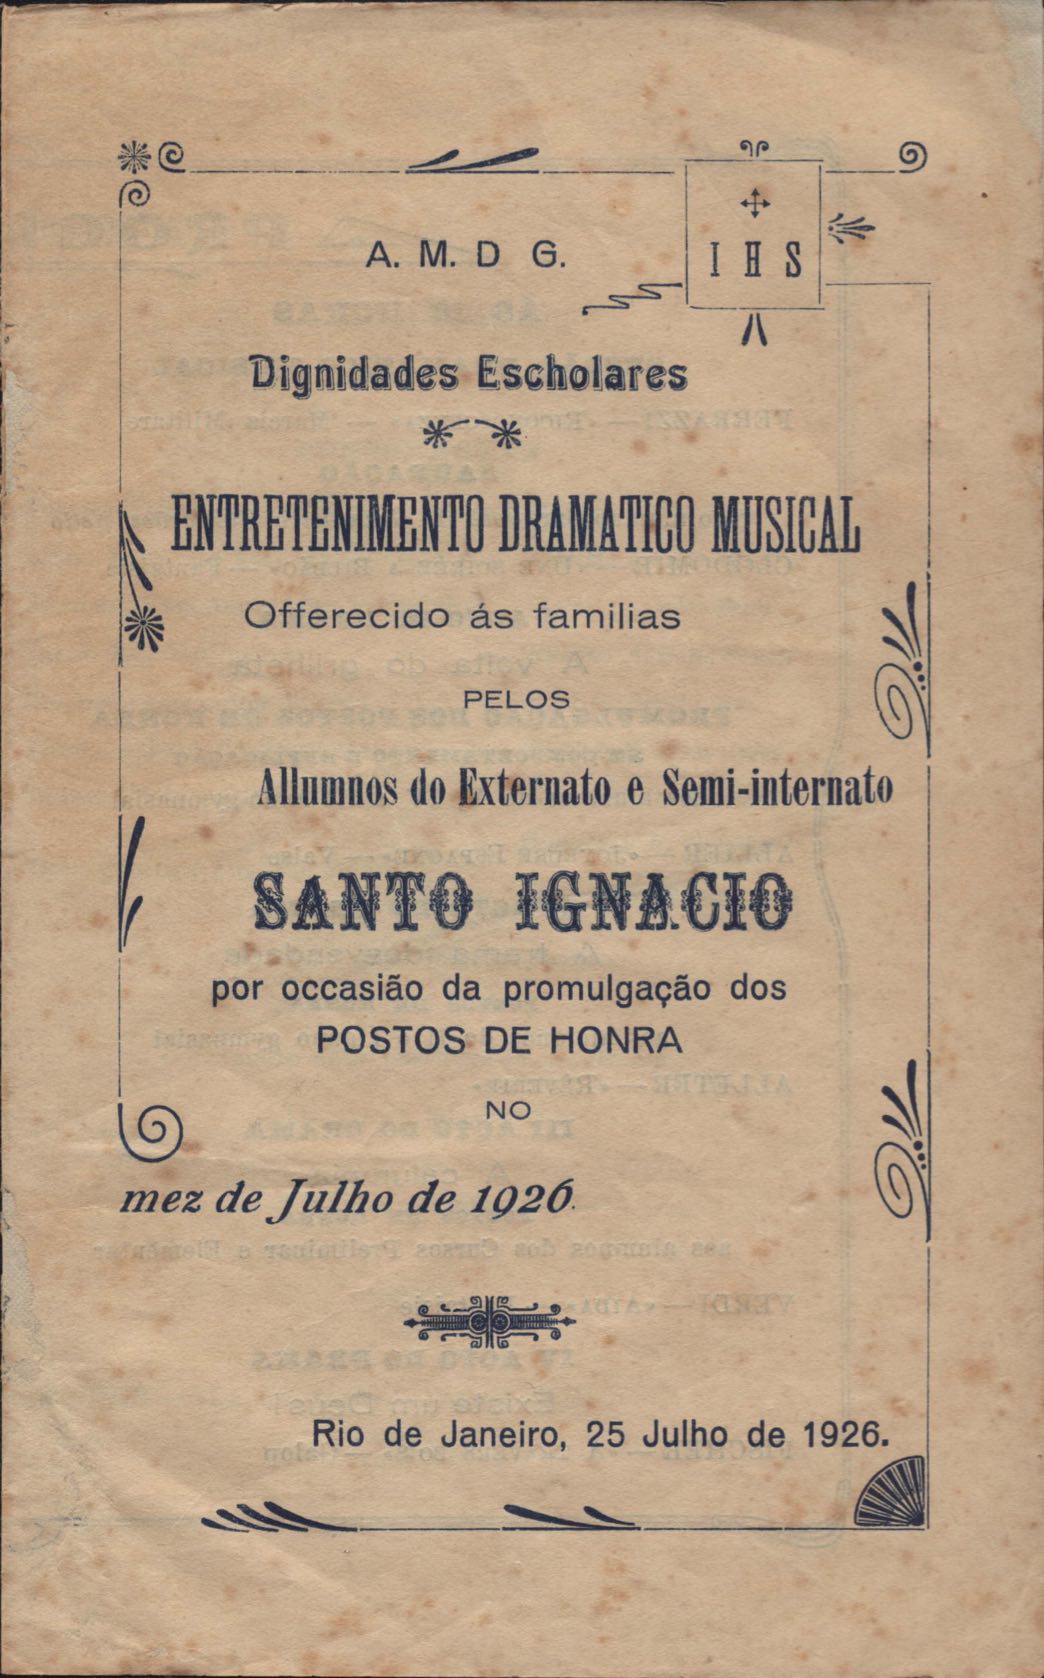 A. M. D G.
I H S
Dignidades Escholares
ENTRETENIMENTO DRAMATICO MUSICAL
Offerecido ás familias
PELOS
Allumnos do Externato e Semi-internato
SANTO IGNACIO
por occasião da promulgação dos
POSTOS DE HONRA
NO
mez de Julho de 1926.
Rio de Janeiro, 25 Julho de 1926.